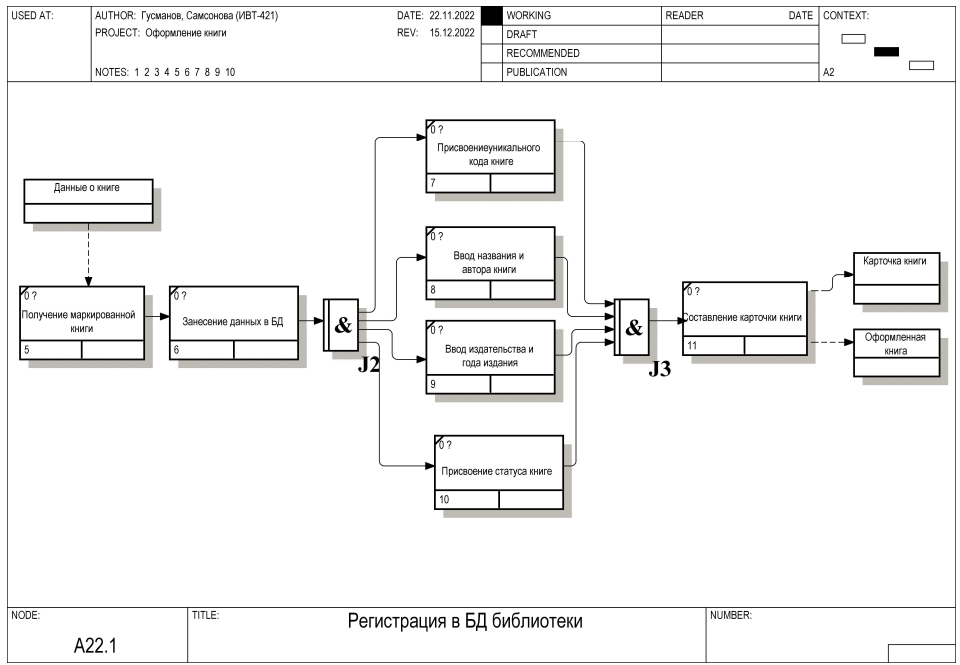 USED AT:
AUTHOR: Гусманов, Самсонова (ИВТ-421)
DATE: 22.11.2022
PROJECT: Оформление книги
REV: 15.12.2022
NOTES: 1 2 3 4 5 6 7 8 9 10
WORKING
DRAFT
RECOMMENDED
PUBLICATION
READER DATE
CONTEXT:
A2
Данные о книге
0 ?
Получение маркированной
книги
5
0 ?
Занесение данных в БД
6
&
J2
0 ?
Присвоениеуникального
кода книге
7
0 ?
Ввод названия и
автора книги
8
0 ?
Ввод издательства и
года издания
9
0 ?
Присвоение статуса книге
10
&
J3
0 ?
Составление карточки книги
11
Карточка книги
Оформленная
книга
NODE:
A22.1
TITLE:
Регистрация в БД библиотеки
NUMBER: